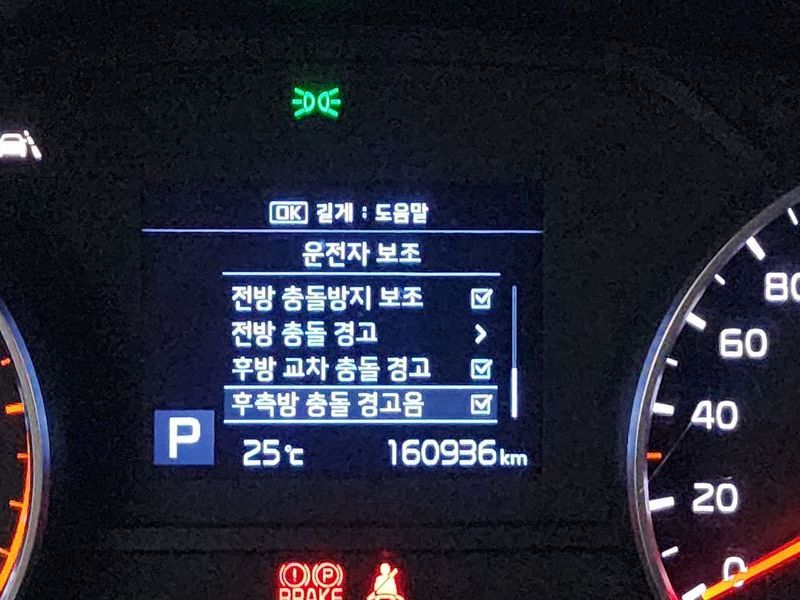 OK 길게 : 도움말
운전자 보조
전방 충돌방지 보조
전방 충돌 경고
후방 교차 충돌 경고
후측방 충돌 경고음
P
25℃ 160936km
80
60
40
20
0
BRAKE